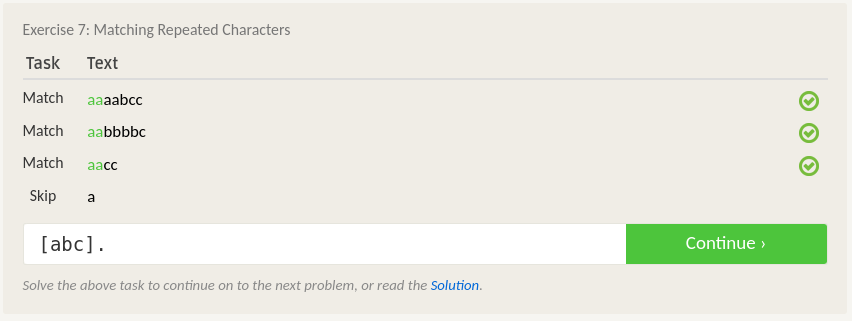 Exercise 7: Matching Repeated Characters
Task Text
Match aaaabcc
Match aabbbbc
Match aacc
Skip a
[abc].
Continue ›
Solve the above task to continue on to the next problem, or read the Solution.